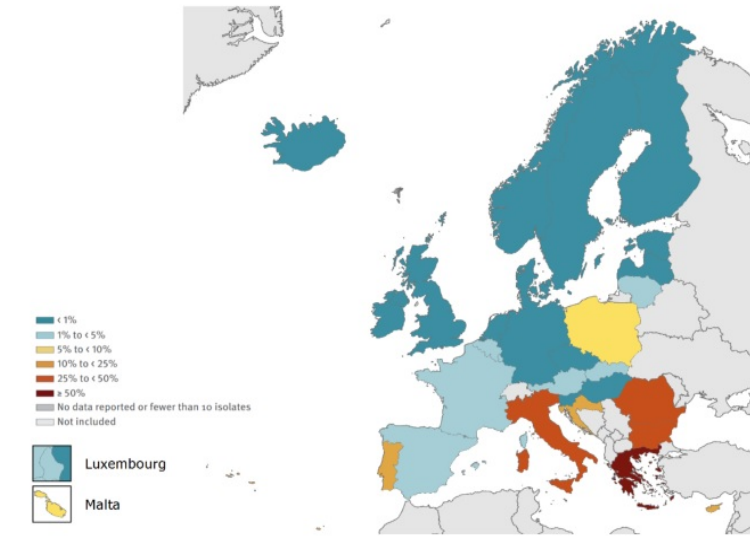 < 1%
1% to < 5%
5% to < 10%
10% to < 25%
25% to < 50%
≥ 50%
No data reported or fewer than 10 isolates
Not included
Luxembourg
Malta